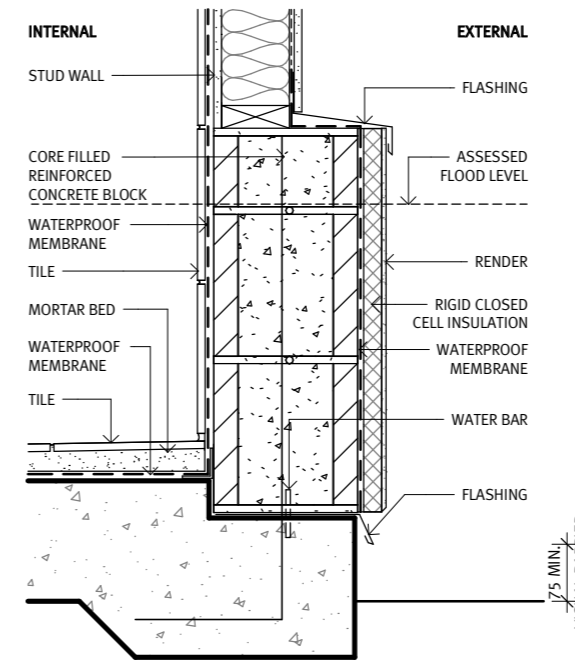 INTERNAL
EXTERNAL
STUD WALL
FLASHING
CORE FILLED
REINFORCED
CONCRETE BLOCK
ASSESSED
FLOOD LEVEL
WATERPROOF
MEMBRANE
TILE
RENDER
MORTAR BED
RIGID CLOSED
CELL INSULATION
WATERPROOF
MEMBRANE
WATERPROOF
MEMBRANE
TILE
WATER BAR
FLASHING
75 MIN.